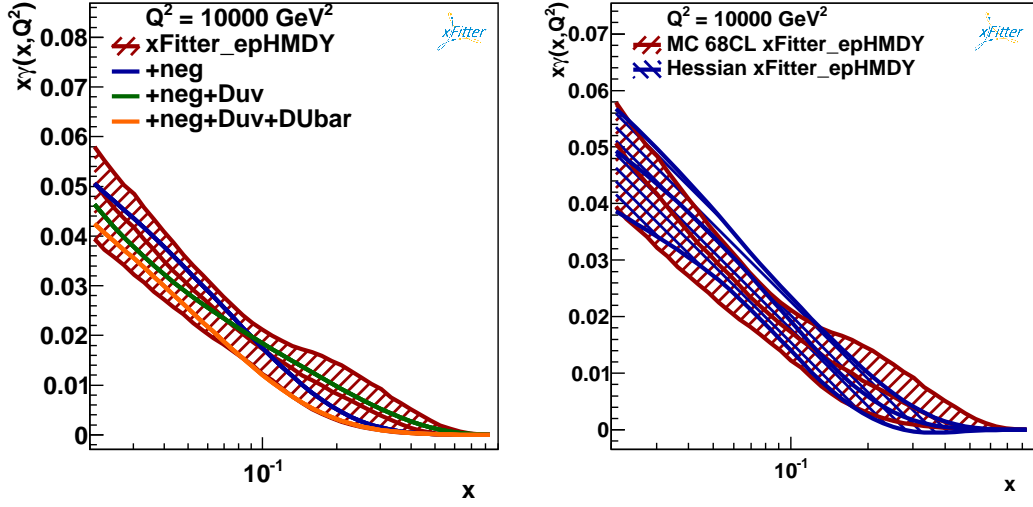 Q² = 10000 GeV²
xFitter_epHMDY
+neg
+neg+Duv
+neg+Duv+DUbar
xFitter
xγ(x,Q²)
0.08
0.07
0.06
0.05
0.04
0.03
0.02
0.01
0
10⁻¹
x
Q² = 10000 GeV²
MC 68CL xFitter_epHMDY
Hessian xFitter_epHMDY
xFitter
xγ(x,Q²)
0.07
0.06
0.05
0.04
0.03
0.02
0.01
0
10⁻¹
x